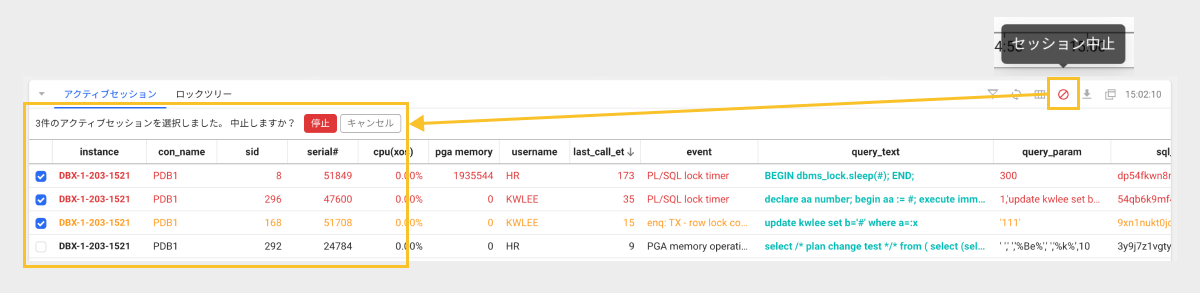 セッション中止
アクティブセッション ロックツリー 15:02:10
3件のアクティブセッションを選択しました。 中止しますか？ 停止 キャンセル
instance con_name sid serial# cpu(xos) pga memory username last_call_et event query_text query_param sql_
DBX-1-203-1521 PDB1 8 51849 0.00% 1935544 HR 173 PL/SQL lock timer BEGIN dbms_lock.sleep(#); END; 300 dp54fkwn8r
DBX-1-203-1521 PDB1 296 47600 0.00% 0 KWLEE 35 PL/SQL lock timer declare aa number; begin aa := #; execute imm... 1,'update kwlee set b... 54qb6k9mf4
DBX-1-203-1521 PDB1 168 51708 0.00% 0 KWLEE 15 enq: TX - row lock co... update kwlee set b='#' where a=:x '111' 9xn1nukt0jc
DBX-1-203-1521 PDB1 292 24784 0.00% 0 HR 9 PGA memory operati... select /* plan change test */* from ( select (sel... ' ',' ','%Be%',' ','%k%',10 3y9j7z1vgty